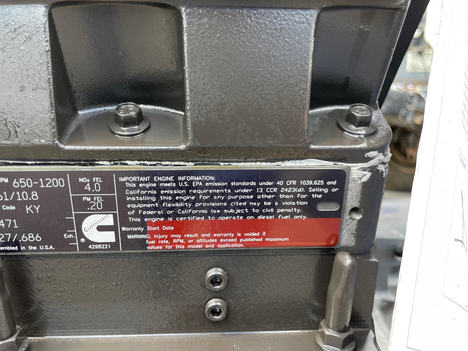 PM 650-1200
61/10.8
Code KY
471
277.686 Exh.
embled in the U.S.A.
NOx FEL
4.0
PM FEL
.20
Cummins
4298221
IMPORTANT ENGINE INFORMATION:
This engine meets U.S. EPA emission standards under 40 CFR 1039.625 and
California emission requirements under 13 CCR 2423(d). Selling or
installing this engine for any purpose other than for the
equipment flexibility provisions cited may be a violation
of Federal or California law subject to civil penalty.
This engine is certified to operate on diesel fuel only.
Warranty Start Date
WARNING: Injury may result and warranty is voided if
fuel rate, RPM, or altitudes exceed published maximum
values for this model and application.